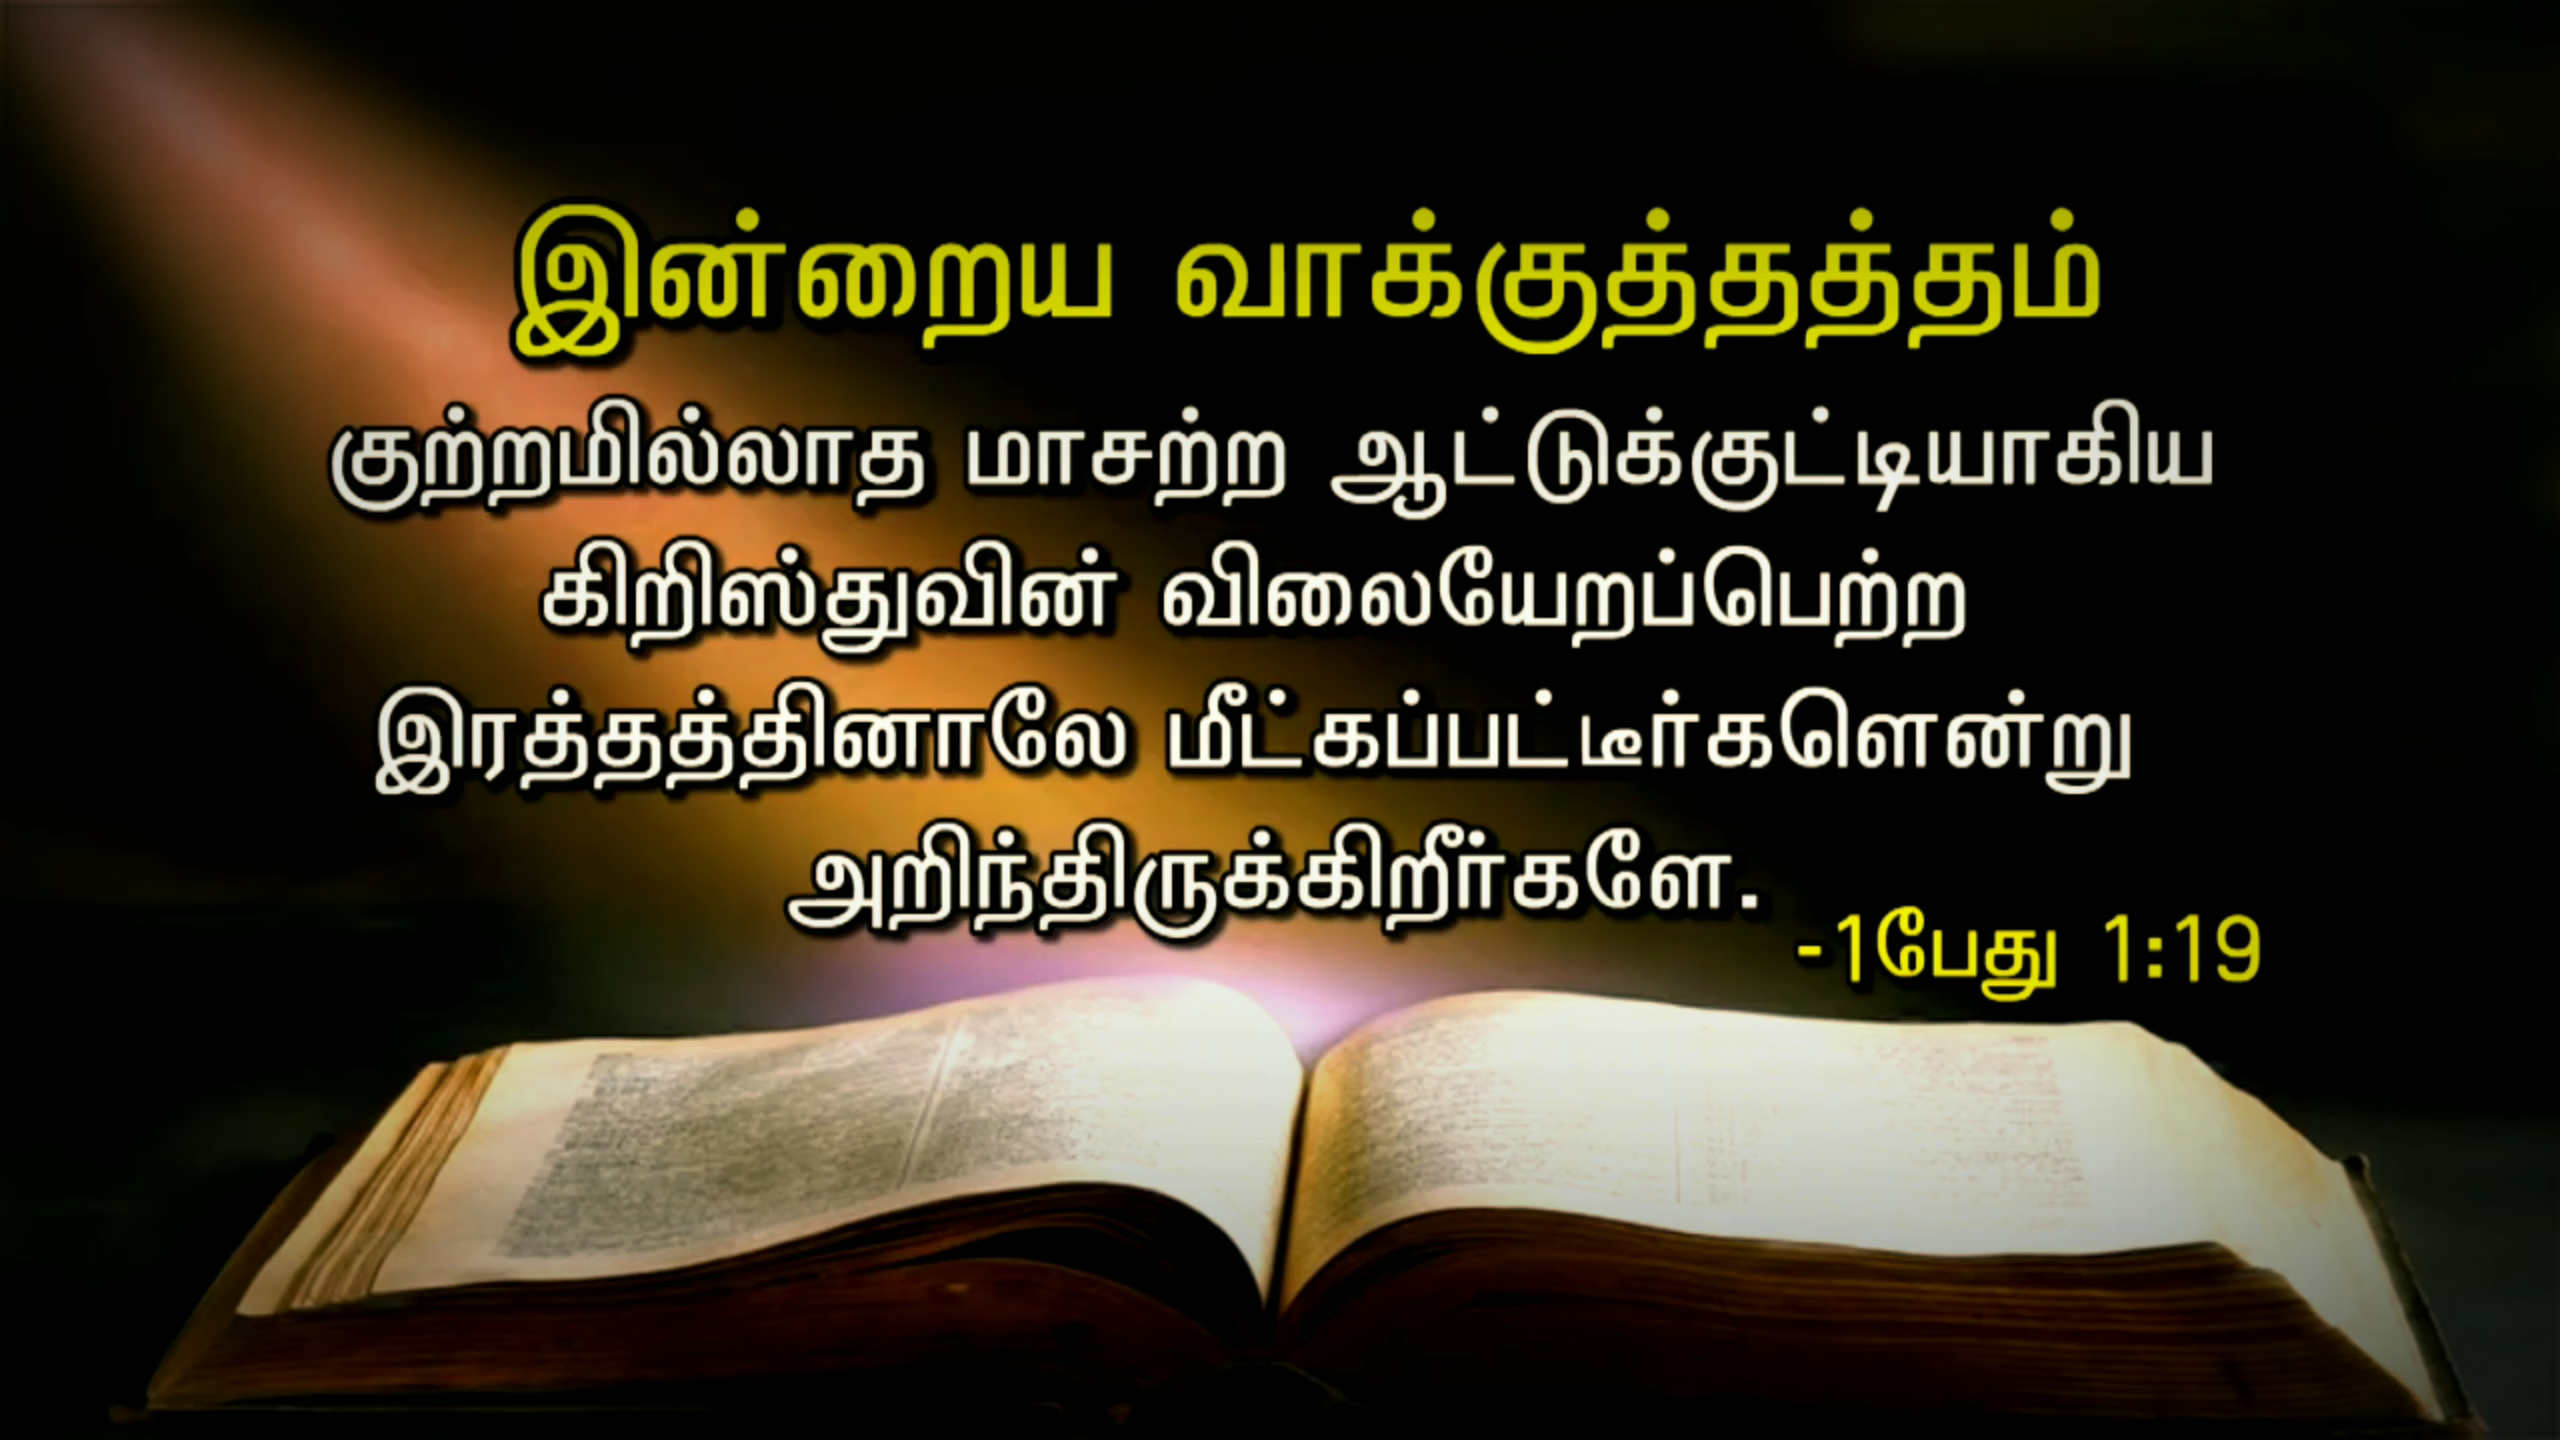 இன்றைய வாக்குத்தத்தம்
குற்றமில்லாத மாசற்ற ஆட்டுக்குட்டியாகிய
கிறிஸ்துவின் விலையேறப்பெற்ற
இரத்தத்தினாலே மீட்கப்பட்டீர்களென்று
அறிந்திருக்கிறீர்களே.
-1பேது 1:19